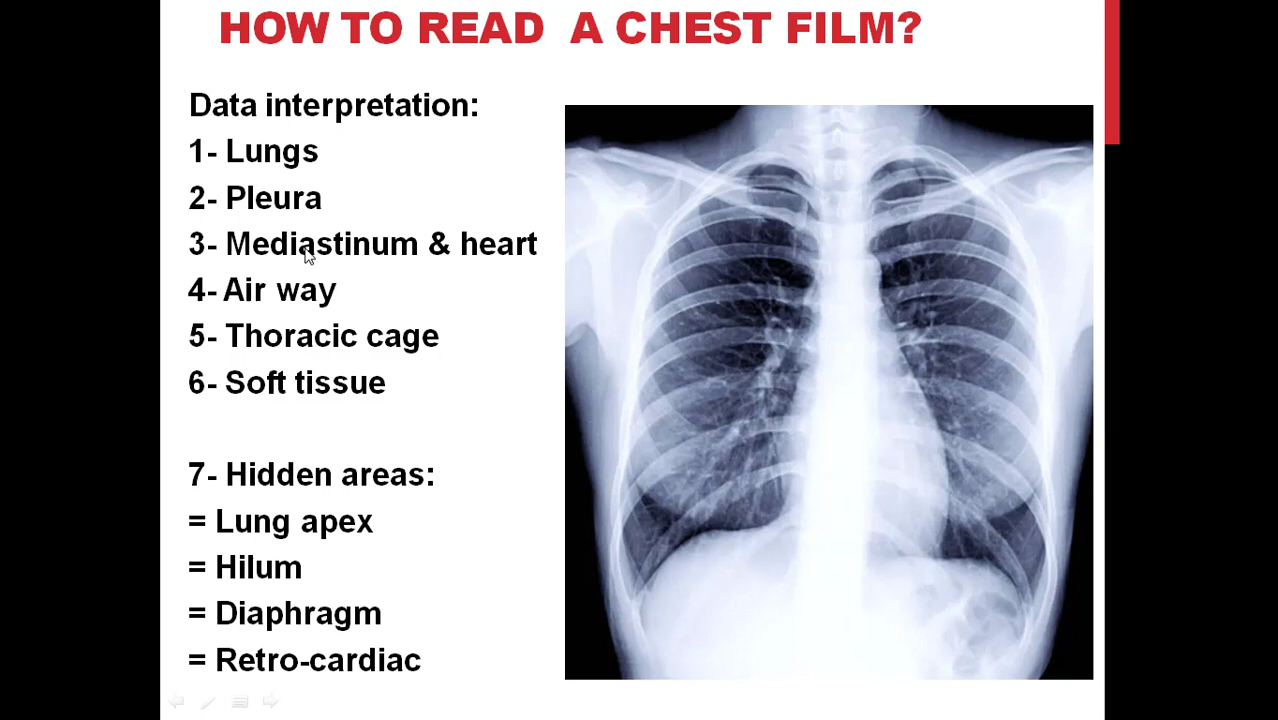 HOW TO READ A CHEST FILM?
Data interpretation:
1- Lungs
2- Pleura
3- Mediastinum & heart
4- Air way
5- Thoracic cage
6- Soft tissue
7- Hidden areas:
= Lung apex
= Hilum
= Diaphragm
= Retro-cardiac